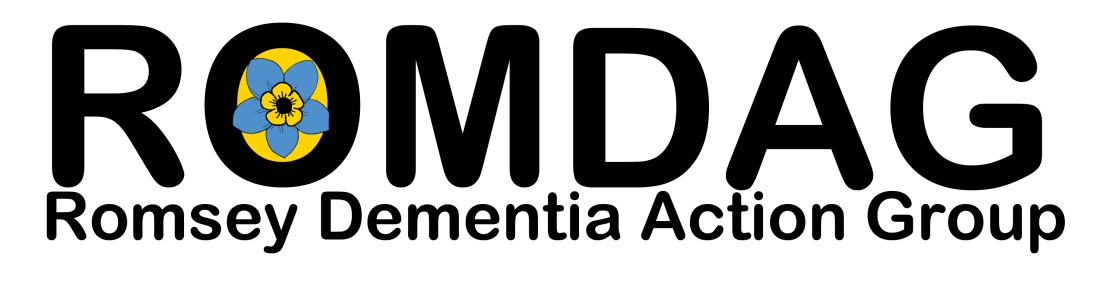 ROMDAG
Romsey Dementia Action Group